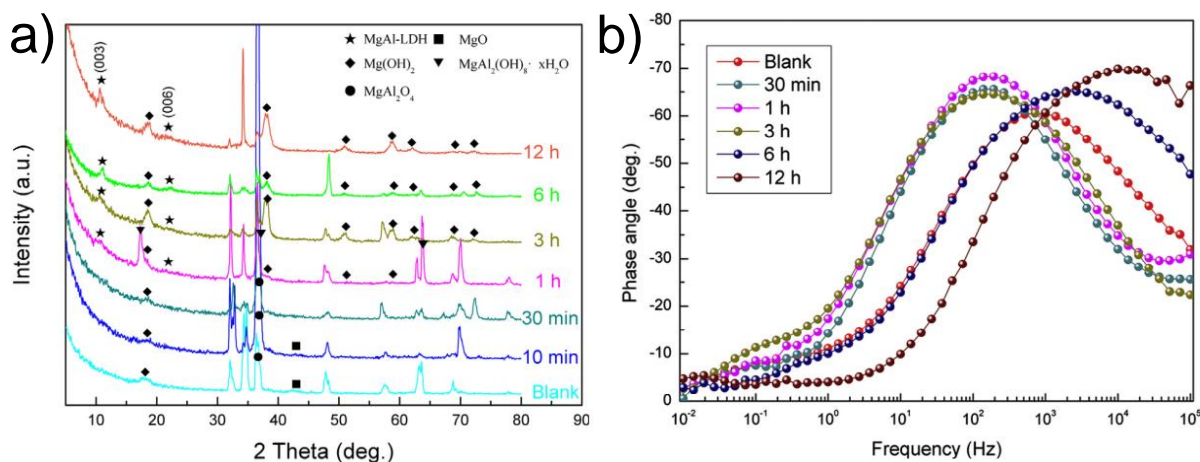 a)
Intensity (a.u.)
(003)
(006)
MgAl-LDH
MgO
Mg(OH)₂
MgAl₂(OH)₈· xH₂O
MgAl₂O₄
12 h
6 h
3 h
1 h
30 min
10 min
Blank
10 20 30 40 50 60 70 80 90
2 Theta (deg.)
b)
Phase angle (deg.)
-80
-70
-60
-50
-40
-30
-20
-10
0
Blank
30 min
1 h
3 h
6 h
12 h
10⁻² 10⁻¹ 10⁰ 10¹ 10² 10³ 10⁴ 10⁵
Frequency (Hz)